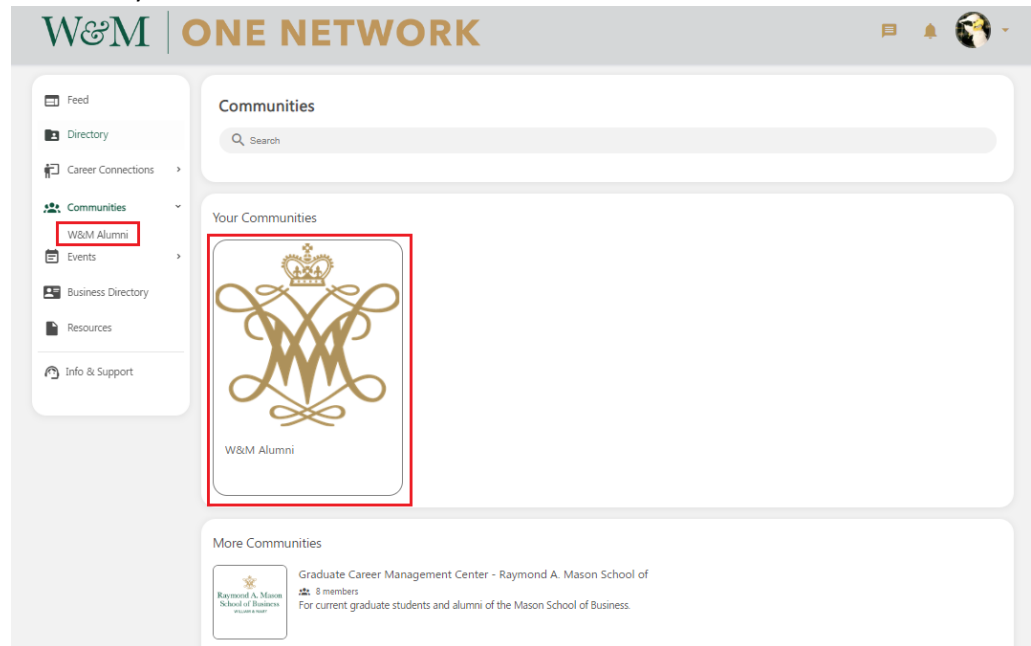 W&M | ONE NETWORK
Feed
Directory
Career Connections
Communities
W&M Alumni
Events
Business Directory
Resources
Info & Support
Communities
Search
Your Communities
W&M Alumni
More Communities
Raymond A. Mason
School of Business
WILLIAM & MARY
Graduate Career Management Center - Raymond A. Mason School of
8 members
For current graduate students and alumni of the Mason School of Business.